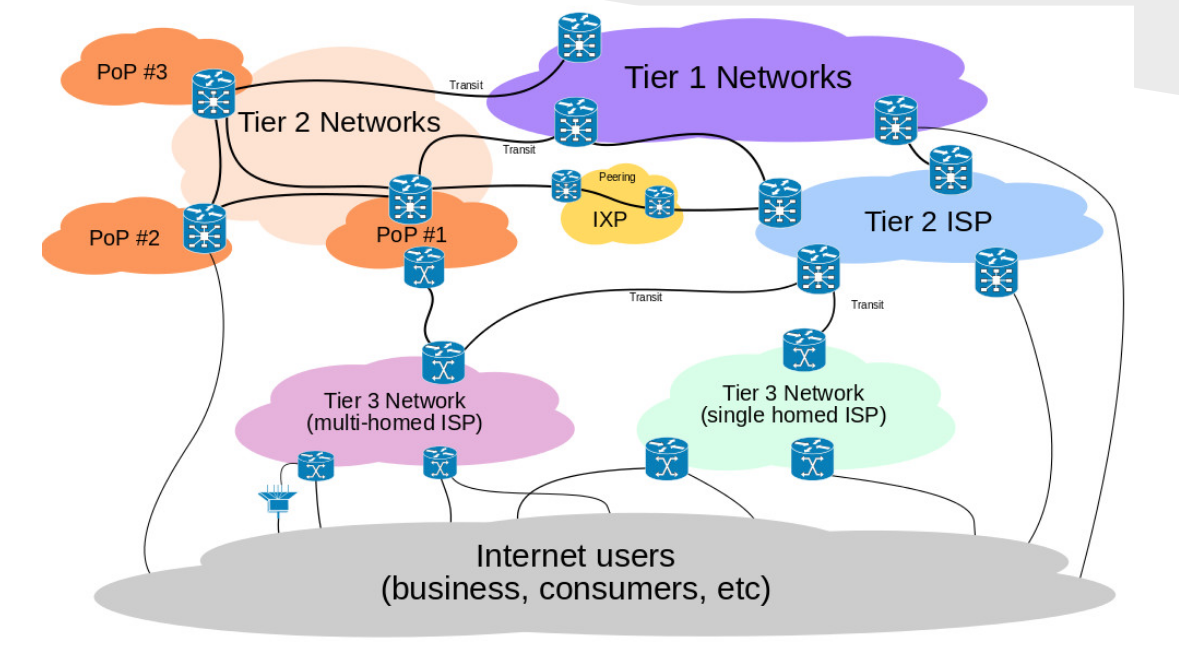 PoP #3
Transit
Tier 1 Networks
Tier 2 Networks
Transit
Peering
IXP
Tier 2 ISP
PoP #2
PoP #1
Transit
Transit
Tier 3 Network
(multi-homed ISP)
Tier 3 Network
(single homed ISP)
Internet users
(business, consumers, etc)